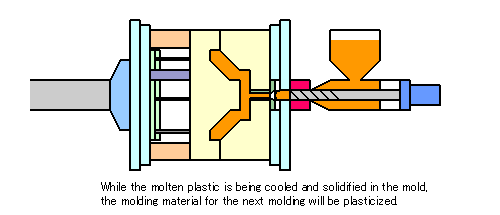 While the molten plastic is being cooled and solidified in the mold,
the molding material for the next molding will be plasticized.